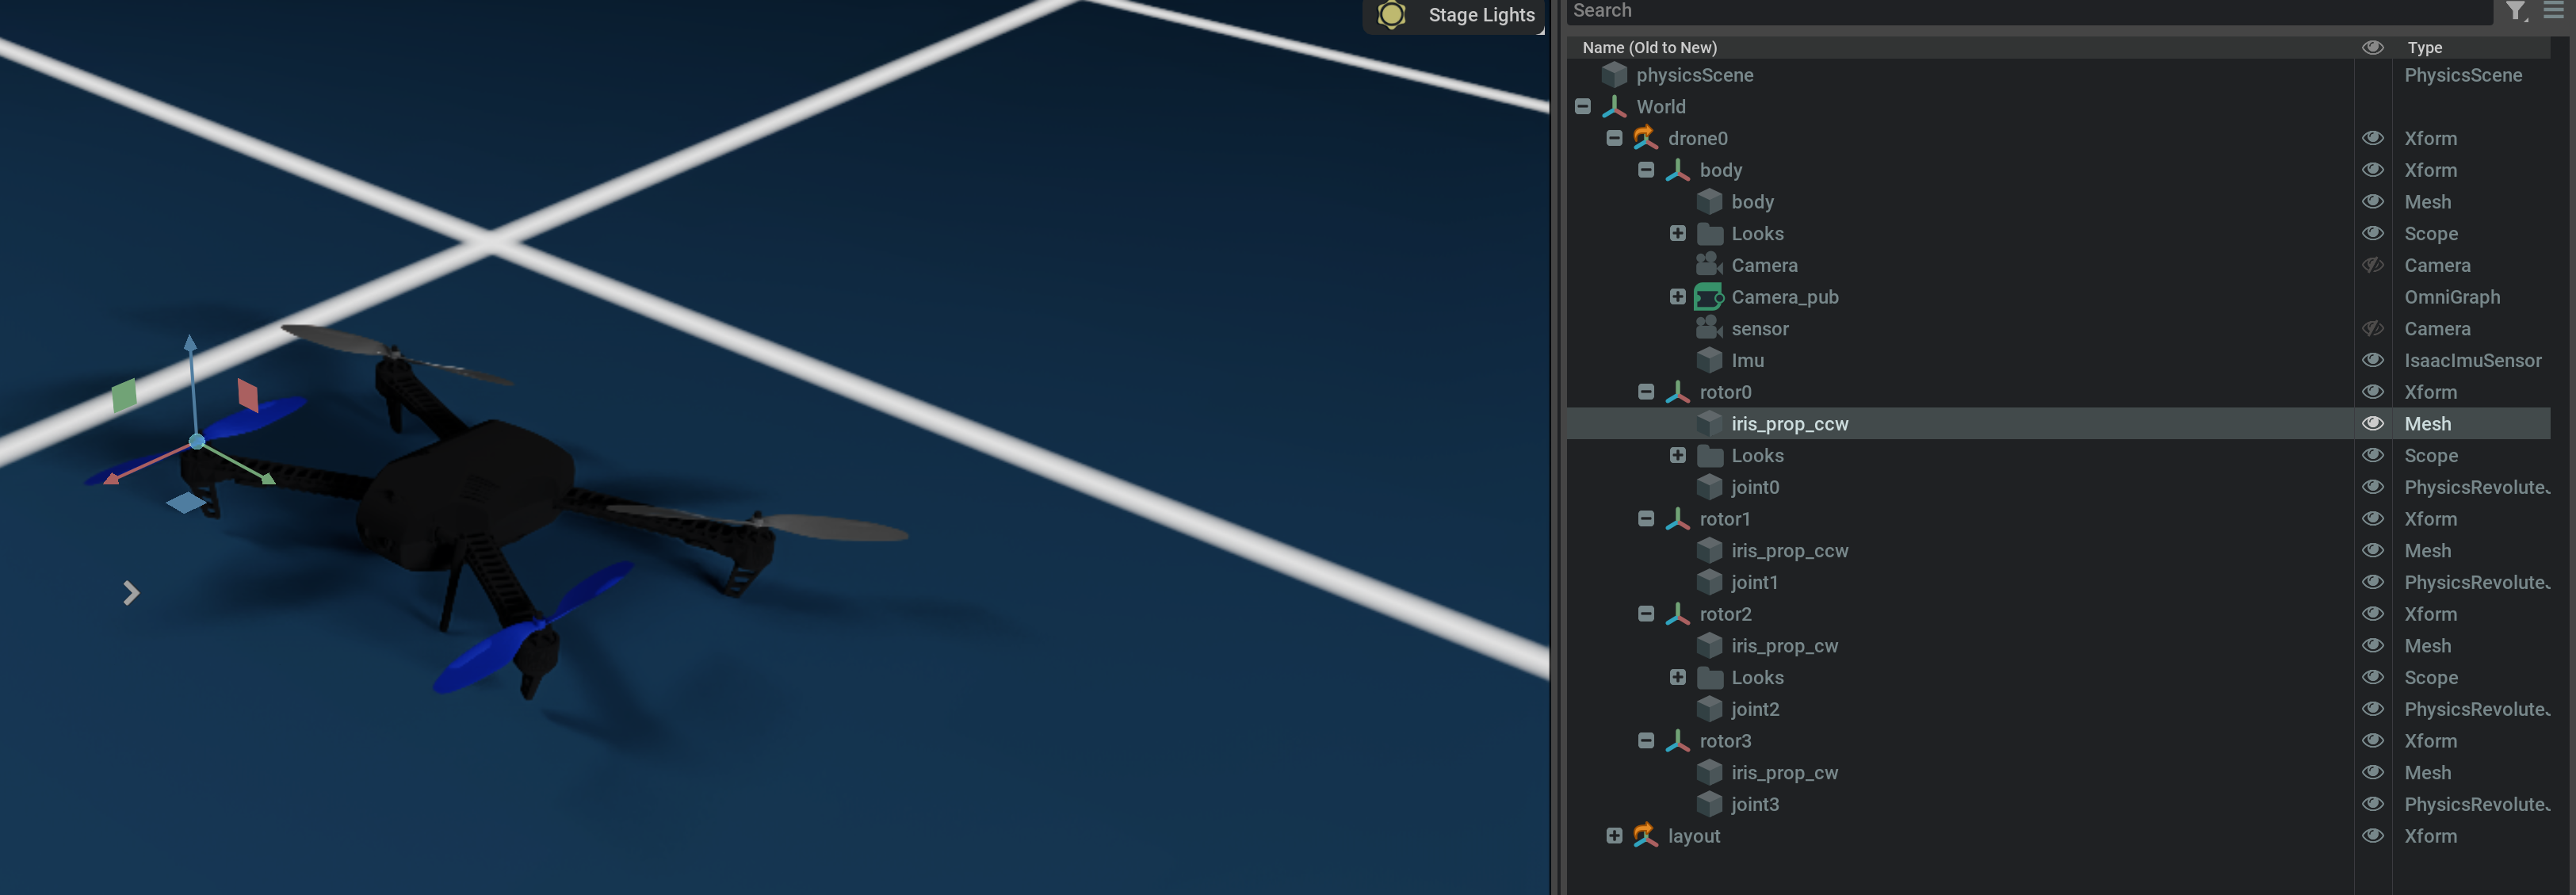 Stage Lights
Search
Name (Old to New) Type
physicsScene PhysicsScene
World
drone0 Xform
body Xform
body Mesh
Looks Scope
Camera Camera
Camera_pub OmniGraph
sensor Camera
Imu IsaacImuSensor
rotor0 Xform
iris_prop_ccw Mesh
Looks Scope
joint0 PhysicsRevolute
rotor1 Xform
iris_prop_ccw Mesh
joint1 PhysicsRevolute
rotor2 Xform
iris_prop_cw Mesh
Looks Scope
joint2 PhysicsRevolute
rotor3 Xform
iris_prop_cw Mesh
joint3 PhysicsRevolute
layout Xform